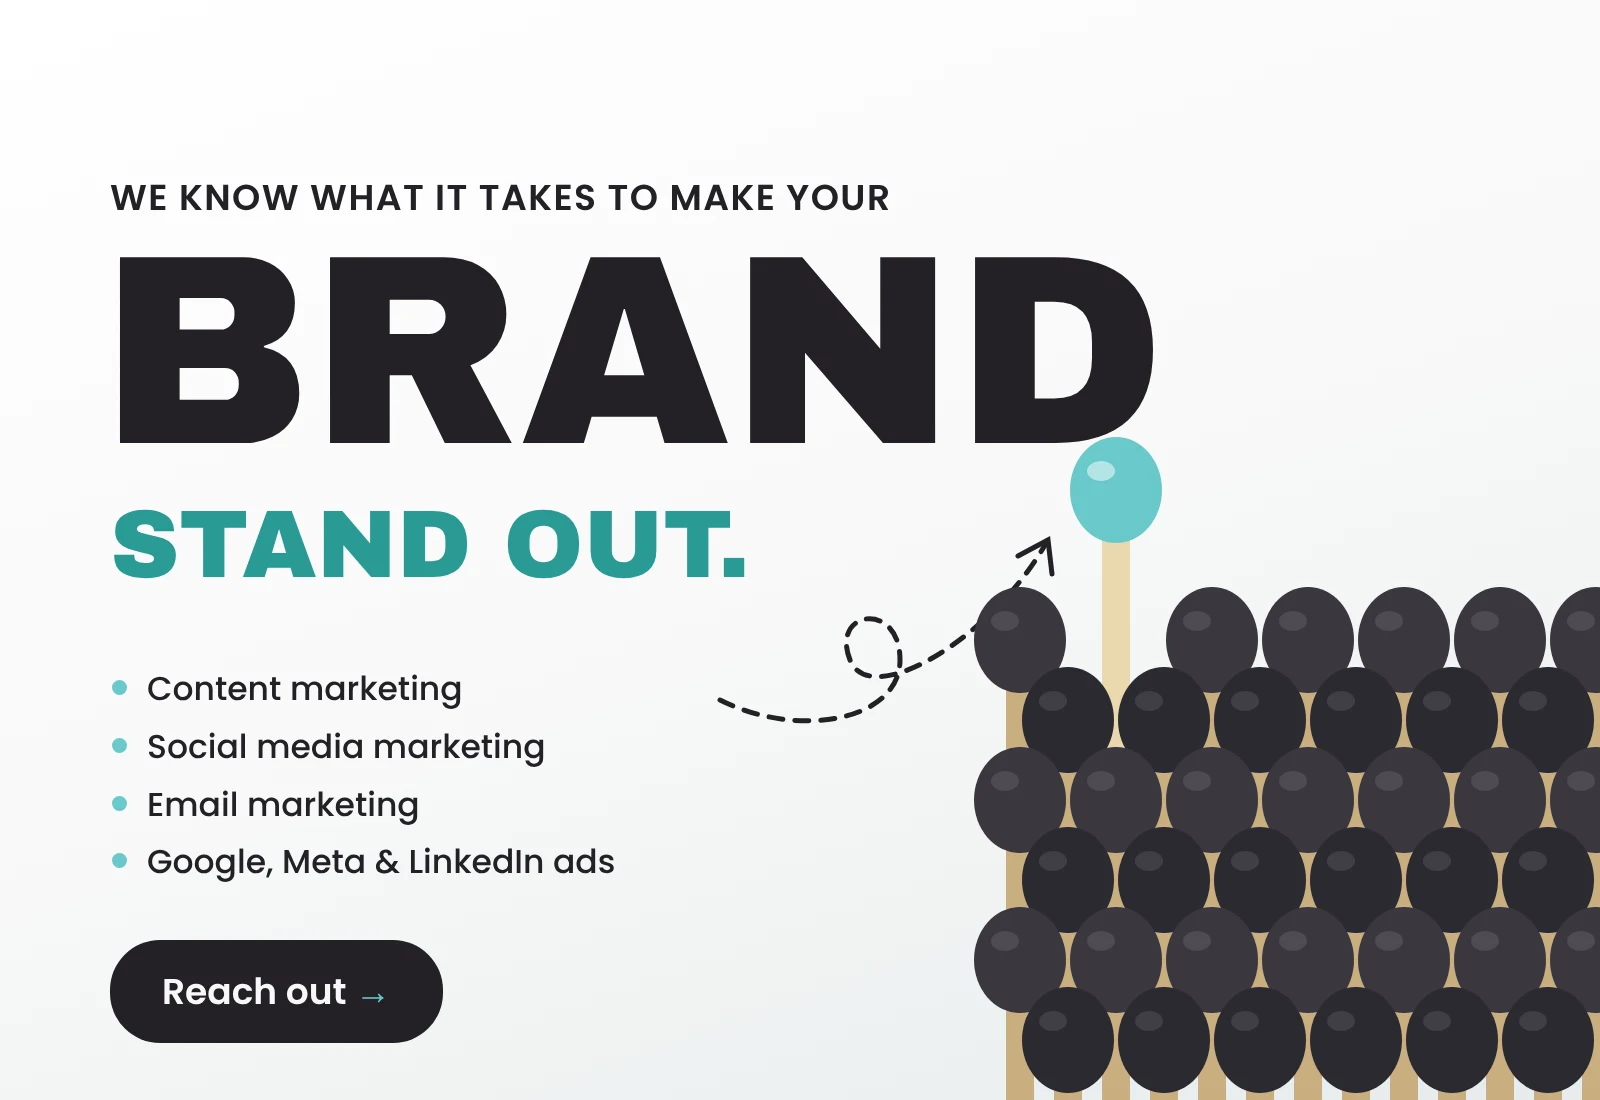 WE KNOW WHAT IT TAKES TO MAKE YOUR
BRAND
STAND OUT.
Content marketing
Social media marketing
Email marketing
Google, Meta & LinkedIn ads
Reach out →